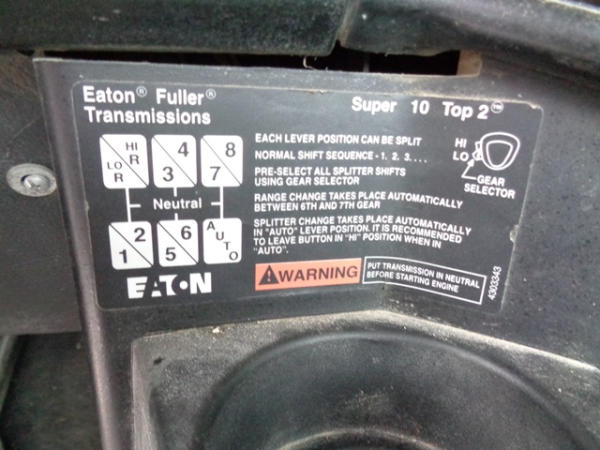 Eaton® Fuller®
Transmissions
Super 10 Top 2™
HI R
LO R
4
3
8
7
Neutral
2
1
6
5
AUTO
EATON
EACH LEVER POSITION CAN BE SPLIT
NORMAL SHIFT SEQUENCE - 1. 2. 3. . . .
PRE-SELECT ALL SPLITTER SHIFTS
USING GEAR SELECTOR
RANGE CHANGE TAKES PLACE AUTOMATICALLY
BETWEEN 6TH AND 7TH GEAR
SPLITTER CHANGE TAKES PLACE AUTOMATICALLY
IN "AUTO" LEVER POSITION. IT IS RECOMMENDED
TO LEAVE BUTTON IN "HI" POSITION WHEN IN
"AUTO".
HI
LO
GEAR
SELECTOR
WARNING
PUT TRANSMISSION IN NEUTRAL
BEFORE STARTING ENGINE
4303343